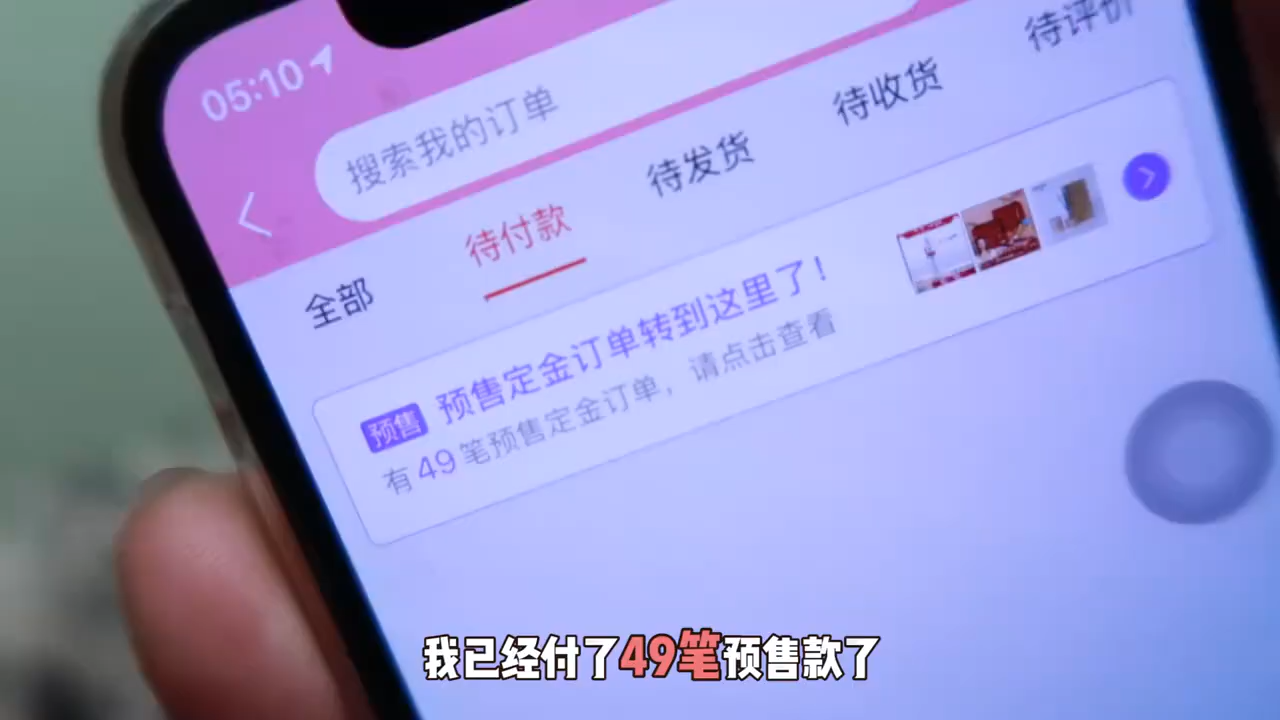 05:10
搜索我的订单
全部
待付款
待发货
待收货
待评价
预售 预售定金订单转到这里了！
有49笔预售定金订单，请点击查看
我已经付了49笔预售款了